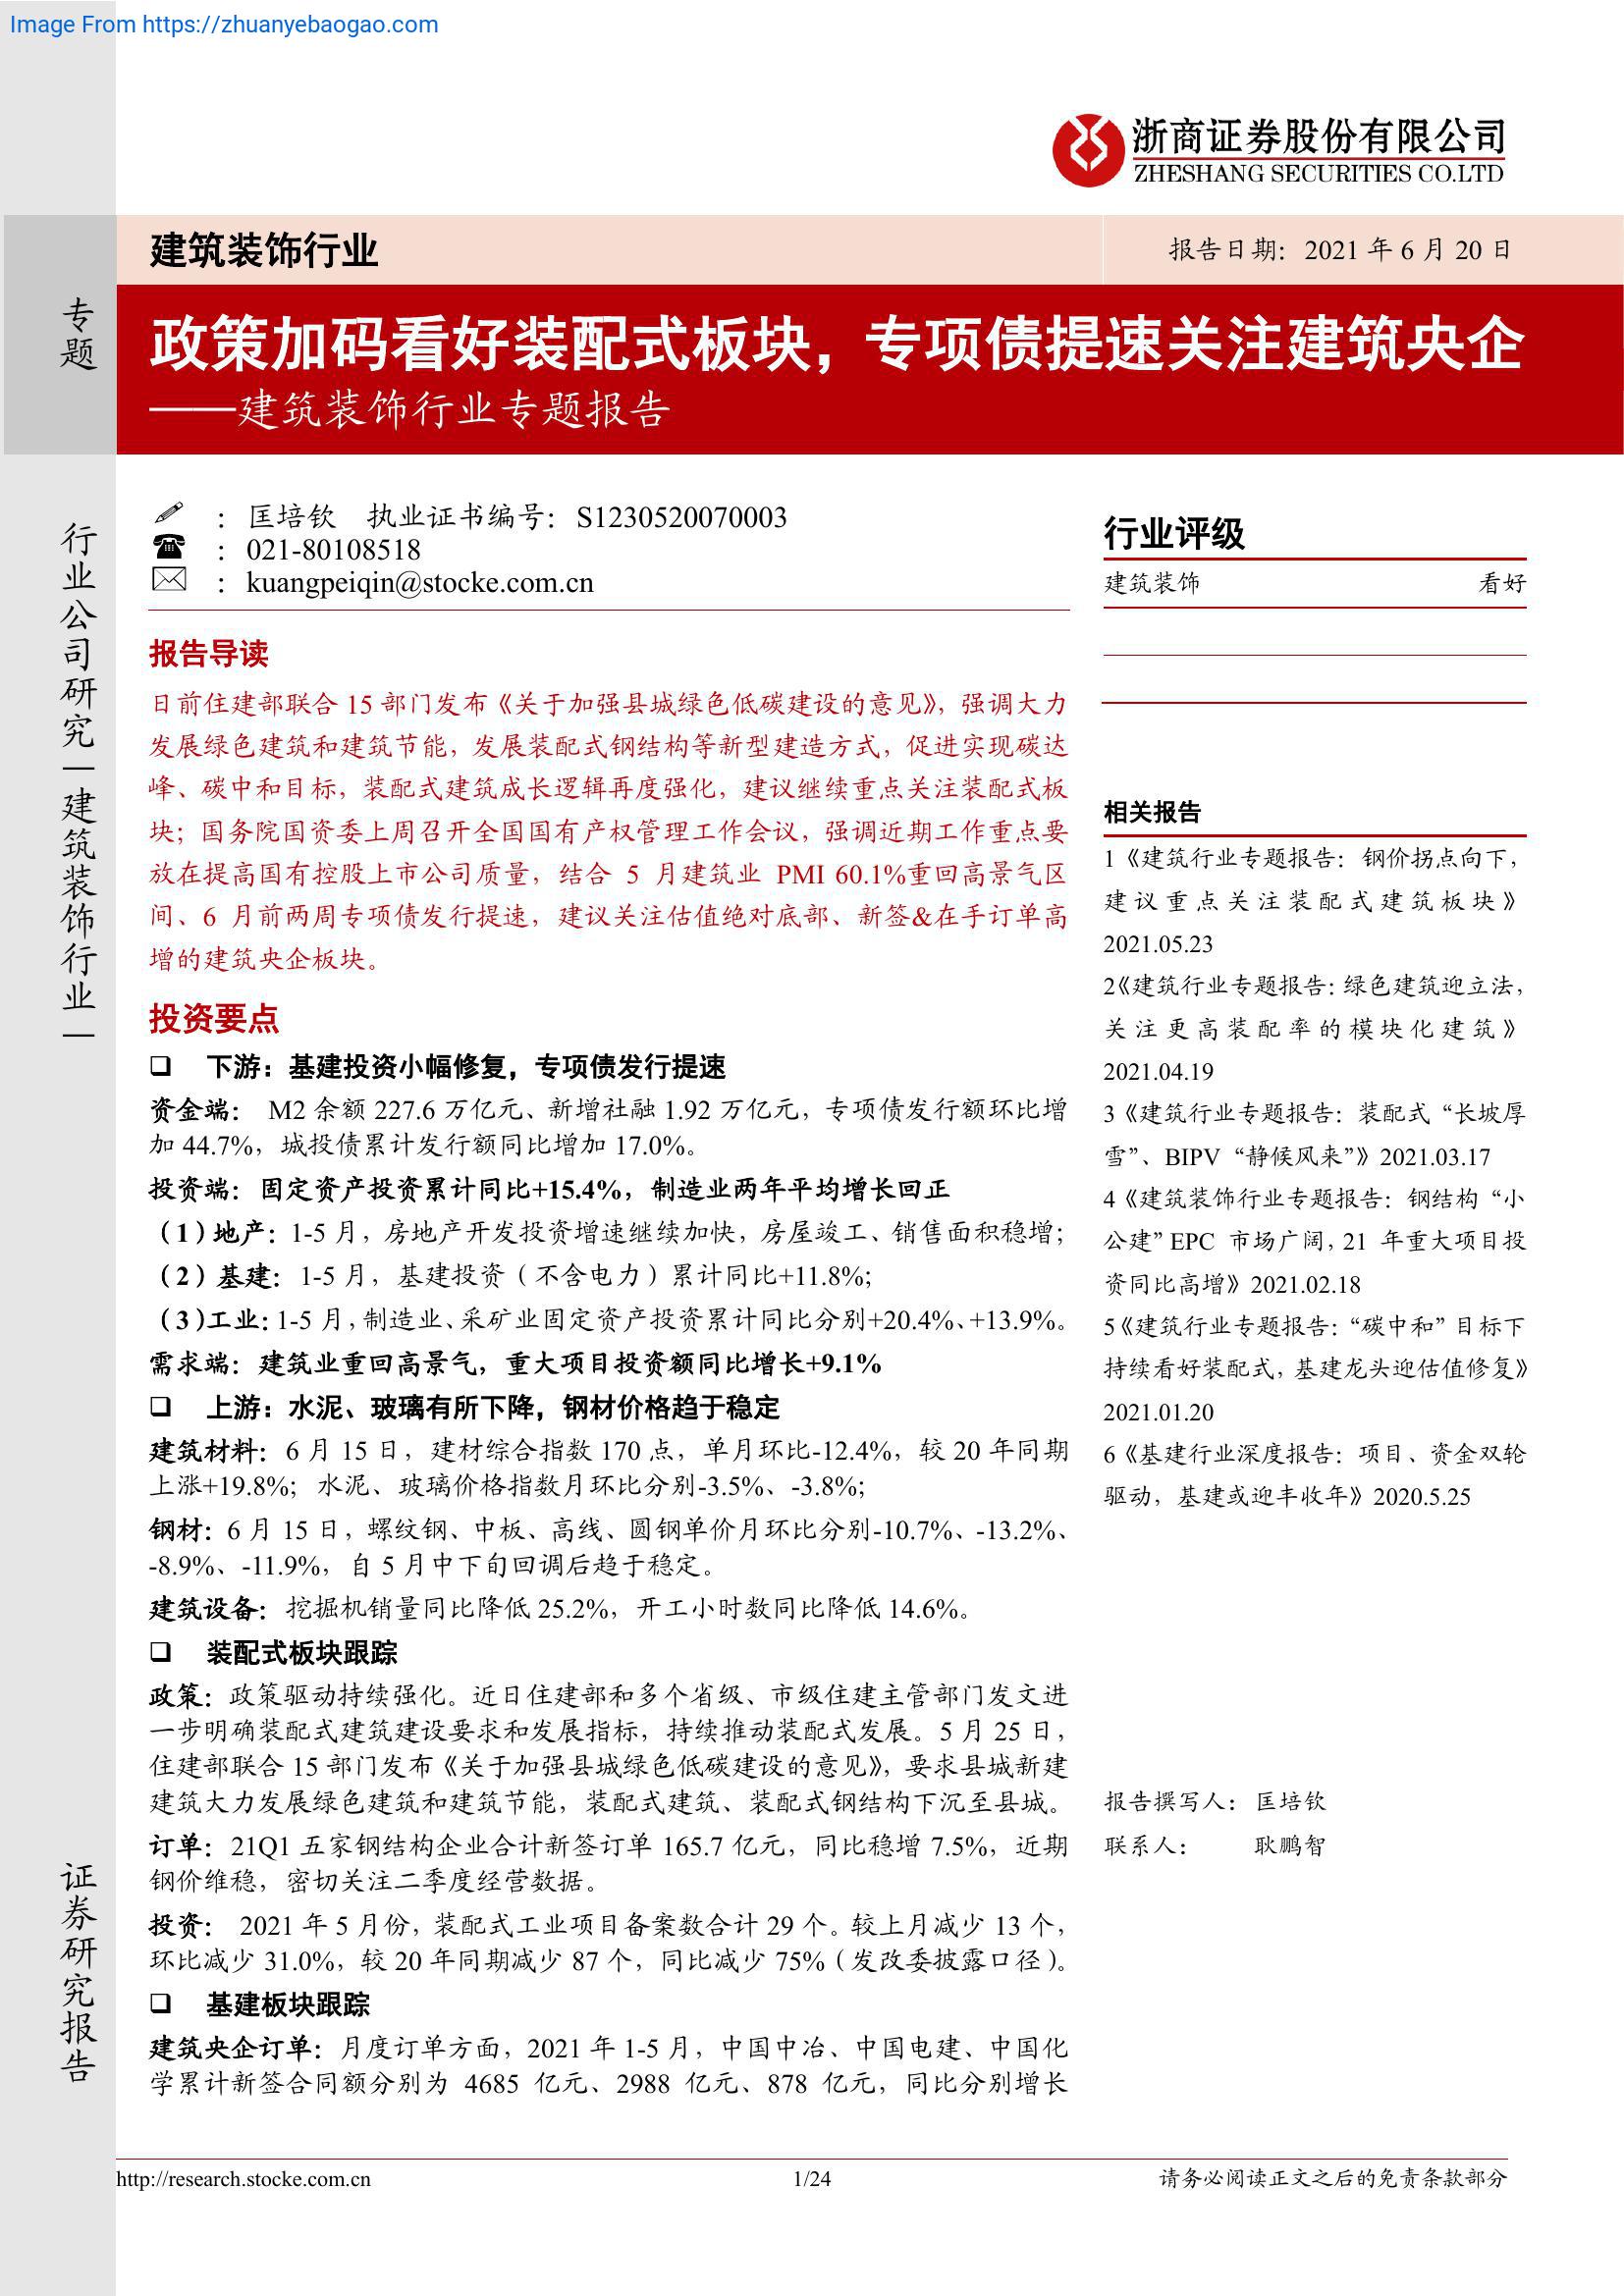 Image From https://zhuanyebaogao.com
浙商证券股份有限公司
ZHESHANG SECURITIES CO.LTD
专题
行业公司研究—建筑装饰行业—
证券研究报告
建筑装饰行业
报告日期：2021 年 6 月 20 日
政策加码看好装配式板块，专项债提速关注建筑央企
——建筑装饰行业专题报告
：匡培钦 执业证书编号：S1230520070003
：021-80108518
：kuangpeiqin@stocke.com.cn
报告导读
日前住建部联合 15 部门发布《关于加强县城绿色低碳建设的意见》，强调大力
发展绿色建筑和建筑节能，发展装配式钢结构等新型建造方式，促进实现碳达
峰、碳中和目标，装配式建筑成长逻辑再度强化，建议继续重点关注装配式板
块；国务院国资委上周召开全国国有产权管理工作会议，强调近期工作重点要
放在提高国有控股上市公司质量，结合 5 月建筑业 PMI 60.1%重回高景气区
间、6 月前两周专项债发行提速，建议关注估值绝对底部、新签&在手订单高
增的建筑央企板块。
投资要点
❑ 下游：基建投资小幅修复，专项债发行提速
资金端： M2 余额 227.6 万亿元、新增社融 1.92 万亿元，专项债发行额环比增
加 44.7%，城投债累计发行额同比增加 17.0%。
投资端：固定资产投资累计同比+15.4%，制造业两年平均增长回正
（1）地产：1-5 月，房地产开发投资增速继续加快，房屋竣工、销售面积稳增；
（2）基建：1-5 月，基建投资（不含电力）累计同比+11.8%;
（3）工业：1-5 月，制造业、采矿业固定资产投资累计同比分别+20.4%、+13.9%。
需求端：建筑业重回高景气，重大项目投资额同比增长+9.1%
❑ 上游：水泥、玻璃有所下降，钢材价格趋于稳定
建筑材料：6 月 15 日，建材综合指数 170 点，单月环比-12.4%，较 20 年同期
上涨+19.8%；水泥、玻璃价格指数月环比分别-3.5%、-3.8%;
钢材：6 月 15 日，螺纹钢、中板、高线、圆钢单价月环比分别-10.7%、-13.2%、
-8.9%、-11.9%，自 5 月中下旬回调后趋于稳定。
建筑设备：挖掘机销量同比降低 25.2%，开工小时数同比降低 14.6%。
❑ 装配式板块跟踪
政策：政策驱动持续强化。近日住建部和多个省级、市级住建主管部门发文进
一步明确装配式建筑建设要求和发展指标，持续推动装配式发展。5 月 25 日，
住建部联合 15 部门发布《关于加强县城绿色低碳建设的意见》，要求县城新建
建筑大力发展绿色建筑和建筑节能，装配式建筑、装配式钢结构下沉至县城。
订单：21Q1 五家钢结构企业合计新签订单 165.7 亿元，同比稳增 7.5%，近期
钢价维稳，密切关注二季度经营数据。
投资： 2021 年 5 月份，装配式工业项目备案数合计 29 个。较上月减少 13 个，
环比减少 31.0%，较 20 年同期减少 87 个，同比减少 75%（发改委披露口径）。
❑ 基建板块跟踪
建筑央企订单：月度订单方面，2021 年 1-5 月，中国中冶、中国电建、中国化
学累计新签合同额分别为 4685 亿元、2988 亿元、878 亿元，同比分别增长
行业评级
建筑装饰 看好
相关报告
1《建筑行业专题报告：钢价拐点向下，
建议重点关注装配式建筑板块》
2021.05.23
2《建筑行业专题报告：绿色建筑迎立法，
关注更高装配率的模块化建筑》
2021.04.19
3《建筑行业专题报告：装配式“长坡厚
雪”、BIPV“静候风来”》2021.03.17
4《建筑装饰行业专题报告：钢结构“小
公建”EPC 市场广阔，21 年重大项目投
资同比高增》2021.02.18
5《建筑行业专题报告：“碳中和”目标下
持续看好装配式，基建龙头迎估值修复》
2021.01.20
6《基建行业深度报告：项目、资金双轮
驱动，基建或迎丰收年》2020.5.25
报告撰写人：匡培钦
联系人： 耿鹏智
http://research.stocke.com.cn
1/24
请务必阅读正文之后的免责条款部分